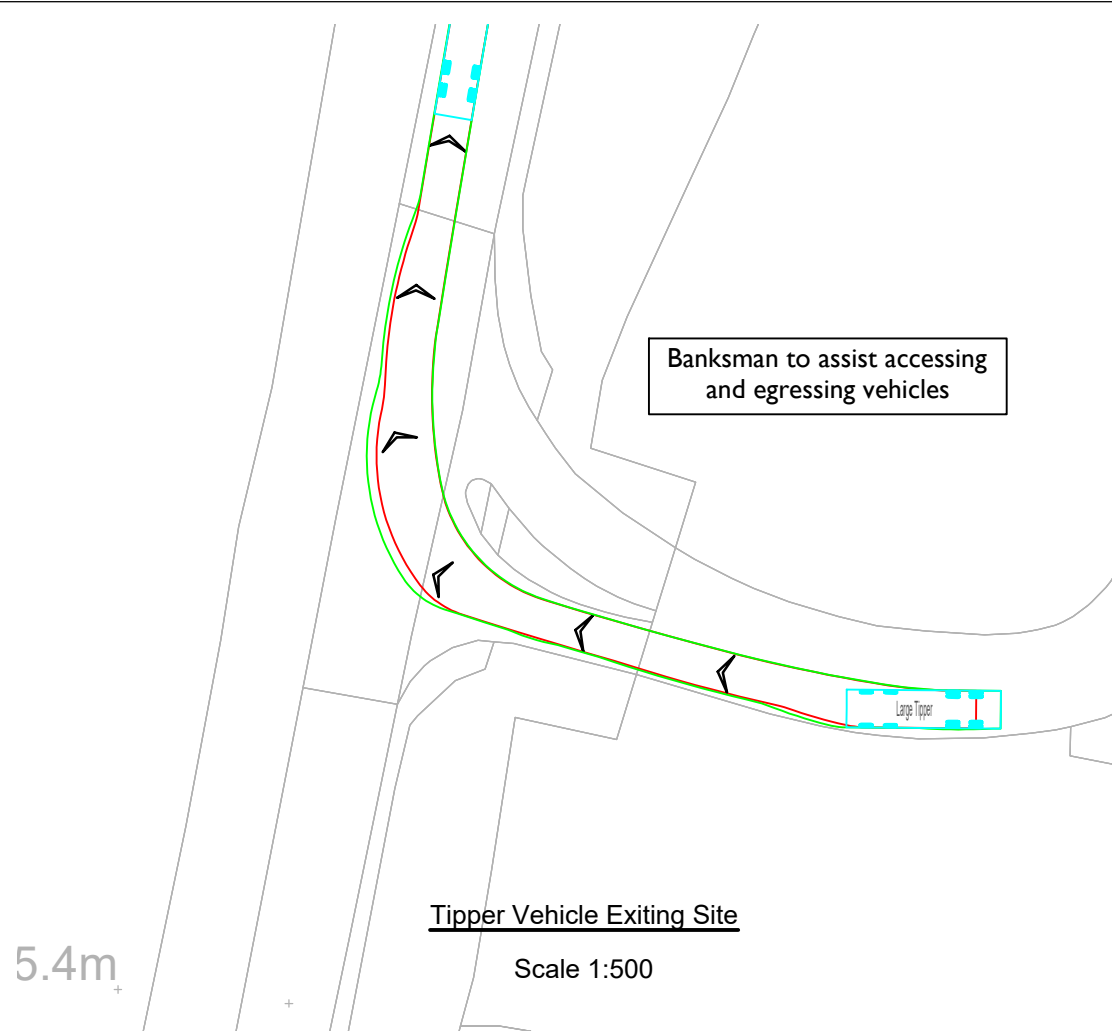 Banksman to assist accessing
and egressing vehicles
Large Tipper
Tipper Vehicle Exiting Site
Scale 1:500
5.4m